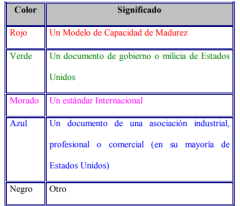 Color Significado
Rojo Un Modelo de Capacidad de Madurez
Verde Un documento de gobierno o milicia de Estados
Unidos
Morado Un estándar Internacional
Azul Un documento de una asociación industrial,
profesional o comercial (en su mayoría de
Estados Unidos)
Negro Otro